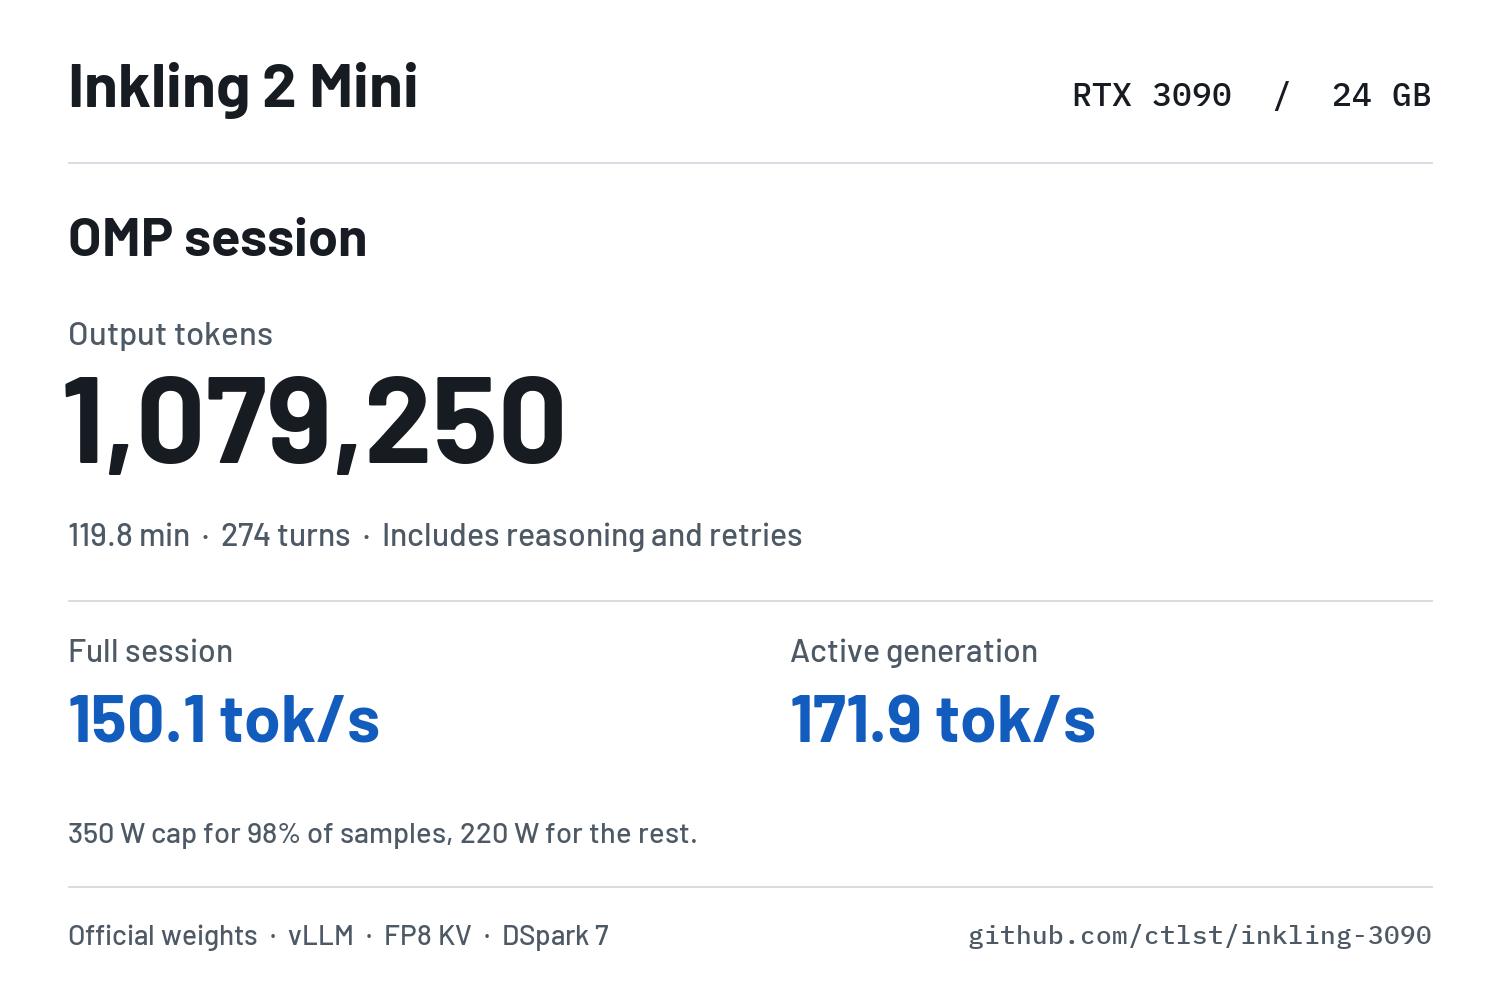 Inkling 2 Mini
RTX 3090 / 24 GB
OMP session
Output tokens
1,079,250
119.8 min · 274 turns · Includes reasoning and retries
Full session
150.1 tok/s
Active generation
171.9 tok/s
350 W cap for 98% of samples, 220 W for the rest.
Official weights · vLLM · FP8 KV · DSpark 7
github.com/ctlst/inkling-3090